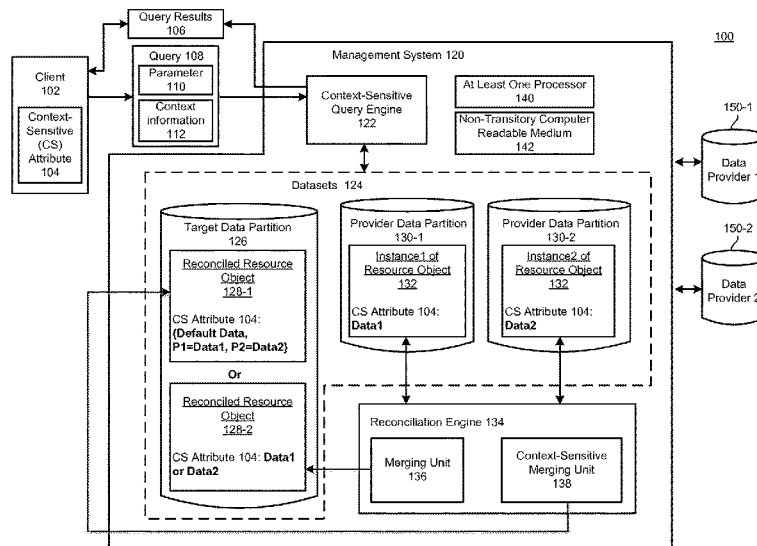 100
Query Results
106
Management System 120
Client
102
Context-
Sensitive
(CS)
Attribute
104
Query 108
Parameter
110
Context
information
112
Context-Sensitive
Query Engine
122
At Least One Processor
140
Non-Transitory Computer
Readable Medium
142
150-1
Data
Provider 1
150-2
Data
Provider 2
Datasets 124
Target Data Partition
126
Reconciled Resource
Object
128-1
CS Attribute 104:
{Default Data,
P1=Data1, P2=Data2}
Or
Reconciled Resource
Object
128-2
CS Attribute 104: Data1
or Data2
Provider Data Partition
130-1
Instance1 of
Resource Object
132
CS Attribute 104:
Data1
Provider Data Partition
130-2
Instance2 of
Resource Object
132
CS Attribute 104:
Data2
Reconciliation Engine 134
Merging Unit
136
Context-Sensitive
Merging Unit
138